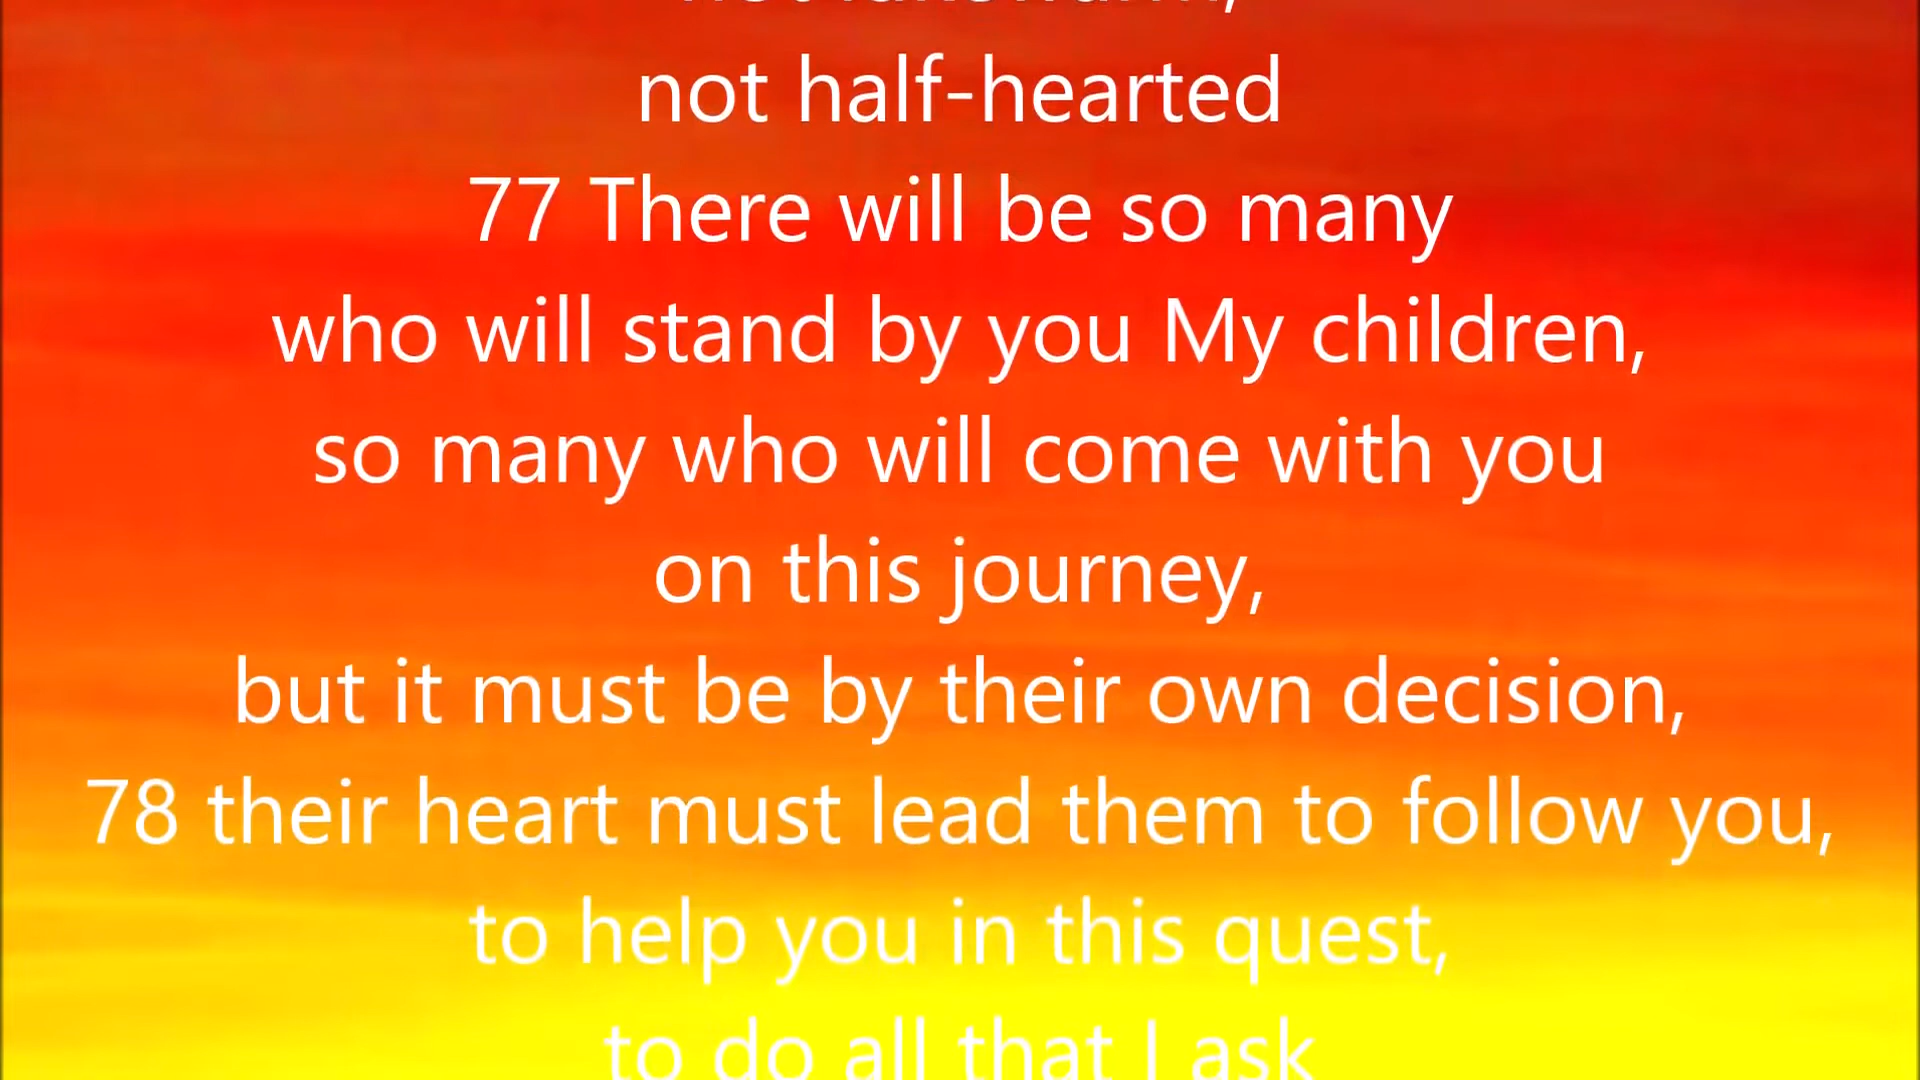 not lukewarm,
not half-hearted
77 There will be so many
who will stand by you My children,
so many who will come with you
on this journey,
but it must be by their own decision,
78 their heart must lead them to follow you,
to help you in this quest,
to do all that I ask